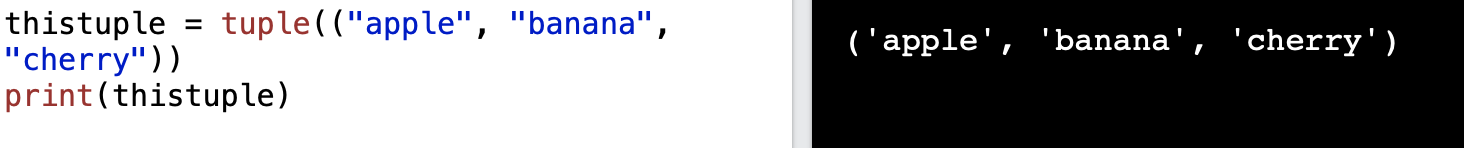 thistuple = tuple(("apple", "banana",
"cherry"))
print(thistuple)
('apple', 'banana', 'cherry')